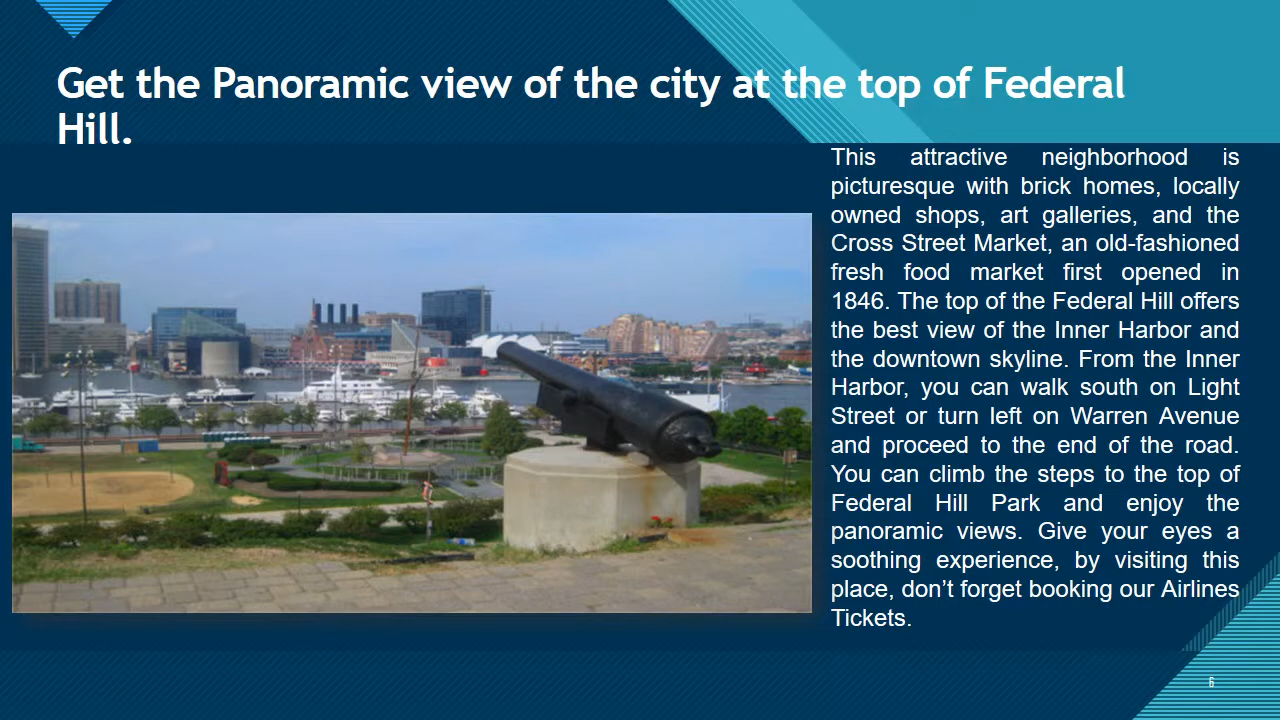 Get the Panoramic view of the city at the top of Federal
Hill.
This attractive neighborhood is
picturesque with brick homes, locally
owned shops, art galleries, and the
Cross Street Market, an old-fashioned
fresh food market first opened in
1846. The top of the Federal Hill offers
the best view of the Inner Harbor and
the downtown skyline. From the Inner
Harbor, you can walk south on Light
Street or turn left on Warren Avenue
and proceed to the end of the road.
You can climb the steps to the top of
Federal Hill Park and enjoy the
panoramic views. Give your eyes a
soothing experience, by visiting this
place, don’t forget booking our Airlines
Tickets.
6